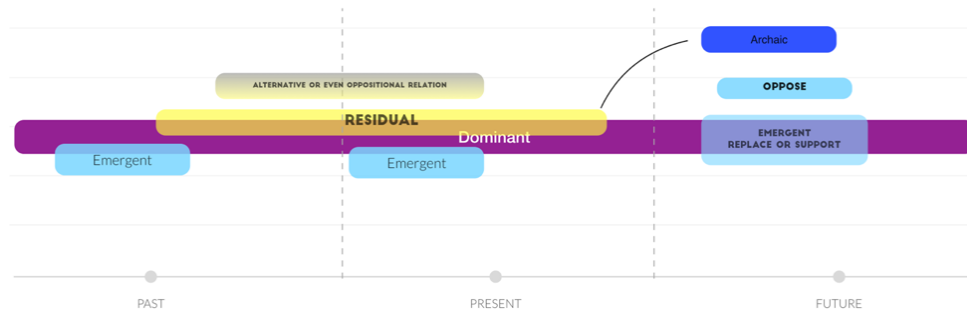 Archaic
ALTERNATIVE OR EVEN OPPOSITIONAL RELATION
OPPOSE
RESIDUAL
Dominant
EMERGENT
REPLACE OR SUPPORT
Emergent
Emergent
PAST
PRESENT
FUTURE